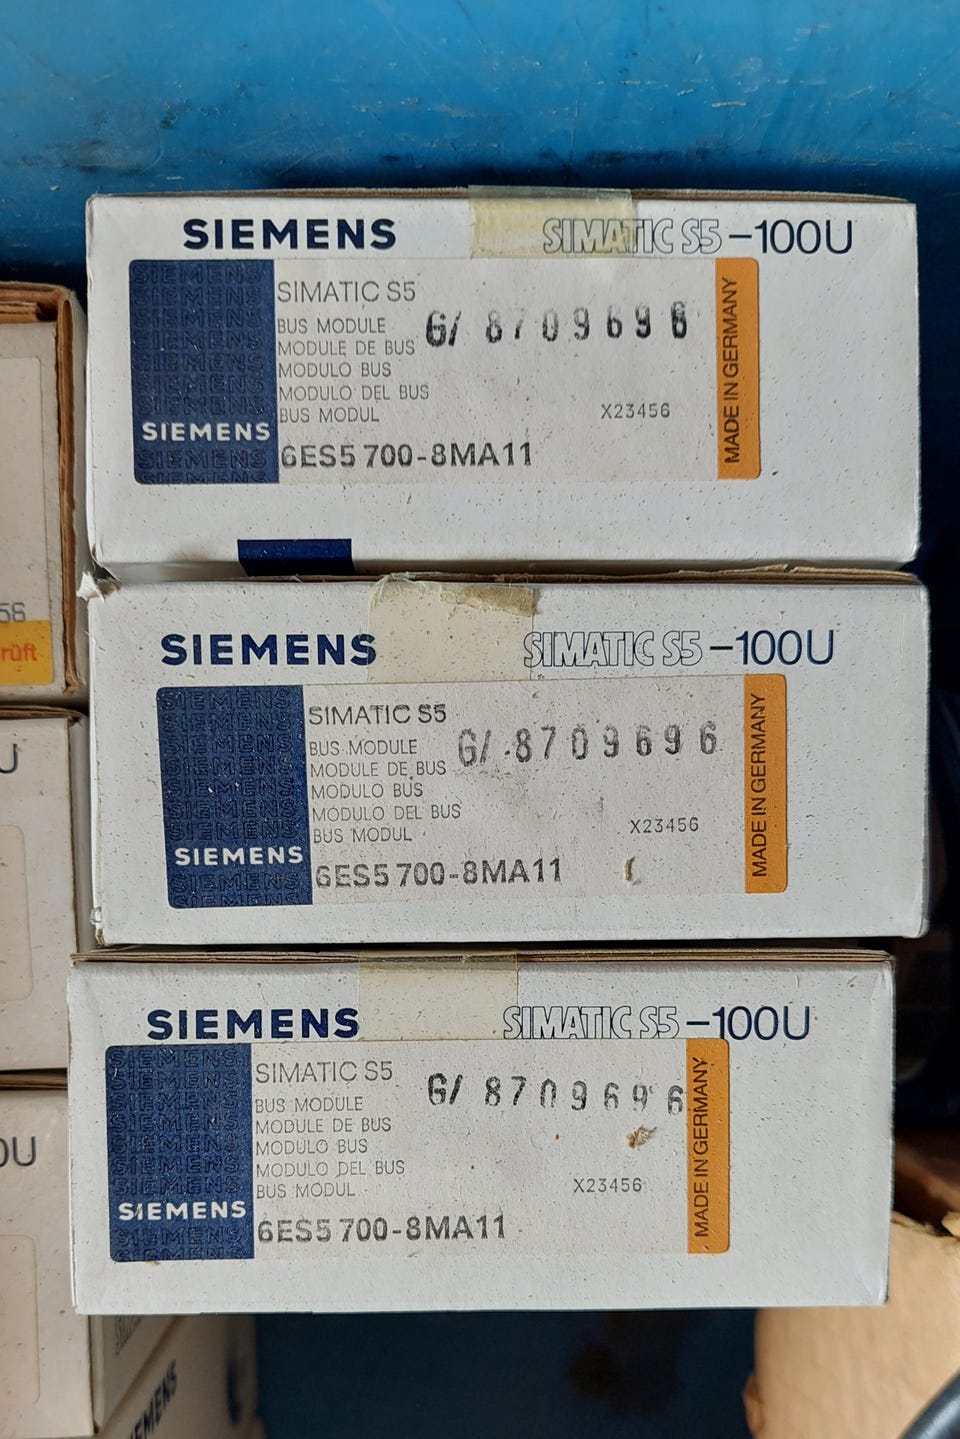 SIEMENS SIMATIC S5 -100U
SIMATIC S5
BUS MODULE G/ 8709696
MODULE DE BUS
MODULO BUS
MODULO DEL BUS
BUS MODUL X23456
SIEMENS
6ES5 700-8MA11
MADE IN GERMANY
SIEMENS SIMATIC S5 -100U
SIMATIC S5
BUS MODULE G/ 8709696
MODULE DE BUS
MODULO BUS
MODULO DEL BUS
BUS MODUL X23456
SIEMENS
6ES5 700-8MA11
MADE IN GERMANY
SIEMENS SIMATIC S5 -100U
SIMATIC S5
BUS MODULE G/ 8709696
MODULE DE BUS
MODULO BUS
MODULO DEL BUS
BUS MODUL X23456
SIEMENS
6ES5 700-8MA11
MADE IN GERMANY
56
rüft
U
0U